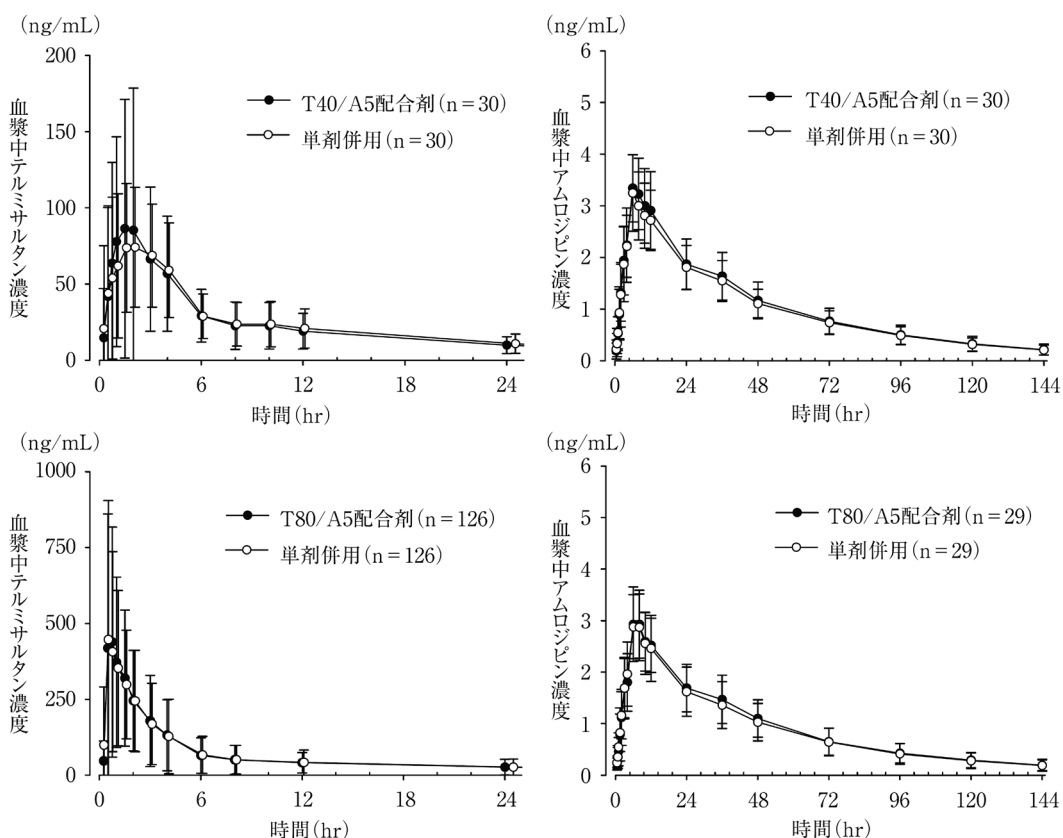 (ng/mL)
200
150
100
50
0
血漿中テルミサルタン濃度
T40/A5配合剤(n=30)
単剤併用(n=30)
0 6 12 18 24
時間(hr)
(ng/mL)
6
5
4
3
2
1
0
血漿中アムロジピン濃度
T40/A5配合剤(n=30)
単剤併用(n=30)
0 24 48 72 96 120 144
時間(hr)
(ng/mL)
1000
750
500
250
0
血漿中テルミサルタン濃度
T80/A5配合剤(n=126)
単剤併用(n=126)
0 6 12 18 24
時間(hr)
(ng/mL)
6
5
4
3
2
1
0
血漿中アムロジピン濃度
T80/A5配合剤(n=29)
単剤併用(n=29)
0 24 48 72 96 120 144
時間(hr)